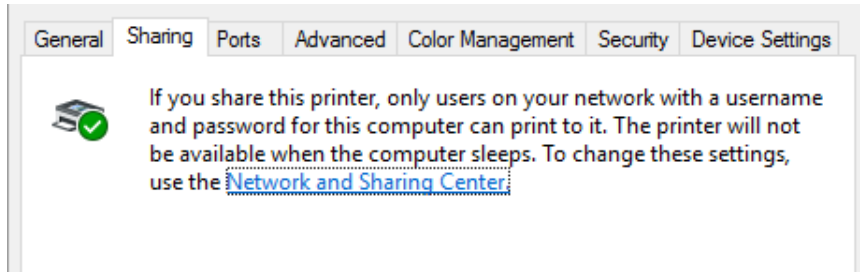 General Sharing Ports Advanced Color Management Security Device Settings
If you share this printer, only users on your network with a username
and password for this computer can print to it. The printer will not
be available when the computer sleeps. To change these settings,
use the Network and Sharing Center.